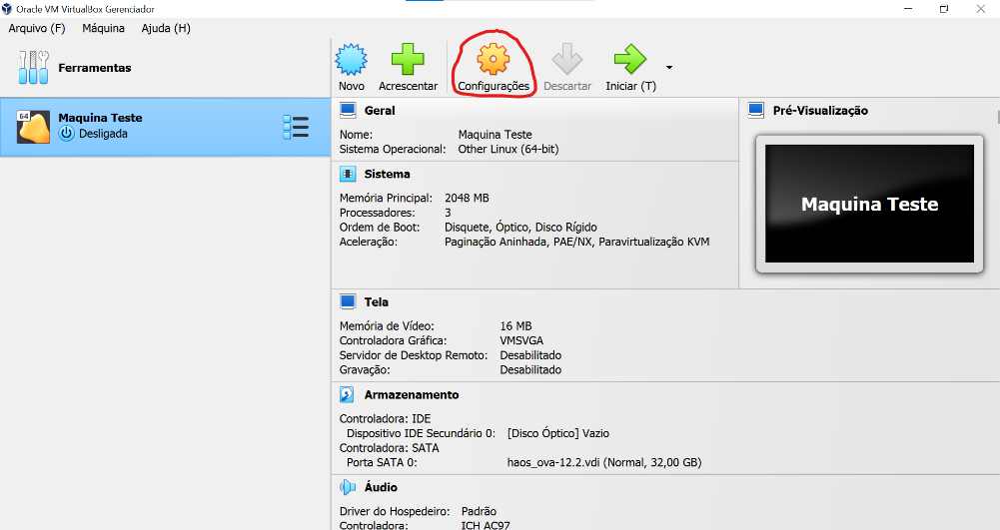 Oracle VM VirtualBox Gerenciador
Arquivo (F) Máquina Ajuda (H)
Ferramentas
Novo Acrescentar Configurações Descartar Iniciar (T)
64
Maquina Teste
Desligada
Geral
Nome: Maquina Teste
Sistema Operacional: Other Linux (64-bit)
Sistema
Memória Principal: 2048 MB
Processadores: 3
Ordem de Boot: Disquete, Óptico, Disco Rígido
Aceleração: Paginação Aninhada, PAE/NX, Paravirtualização KVM
Pré-Visualização
Maquina Teste
Tela
Memória de Vídeo: 16 MB
Controladora Gráfica: VMSVGA
Servidor de Desktop Remoto: Desabilitado
Gravação: Desabilitado
Armazenamento
Controladora: IDE
Dispositivo IDE Secundário 0: [Disco Óptico] Vazio
Controladora: SATA
Porta SATA 0: haos_ova-12.2.vdi (Normal, 32,00 GB)
Áudio
Driver do Hospedeiro: Padrão
Controladora: ICH AC97